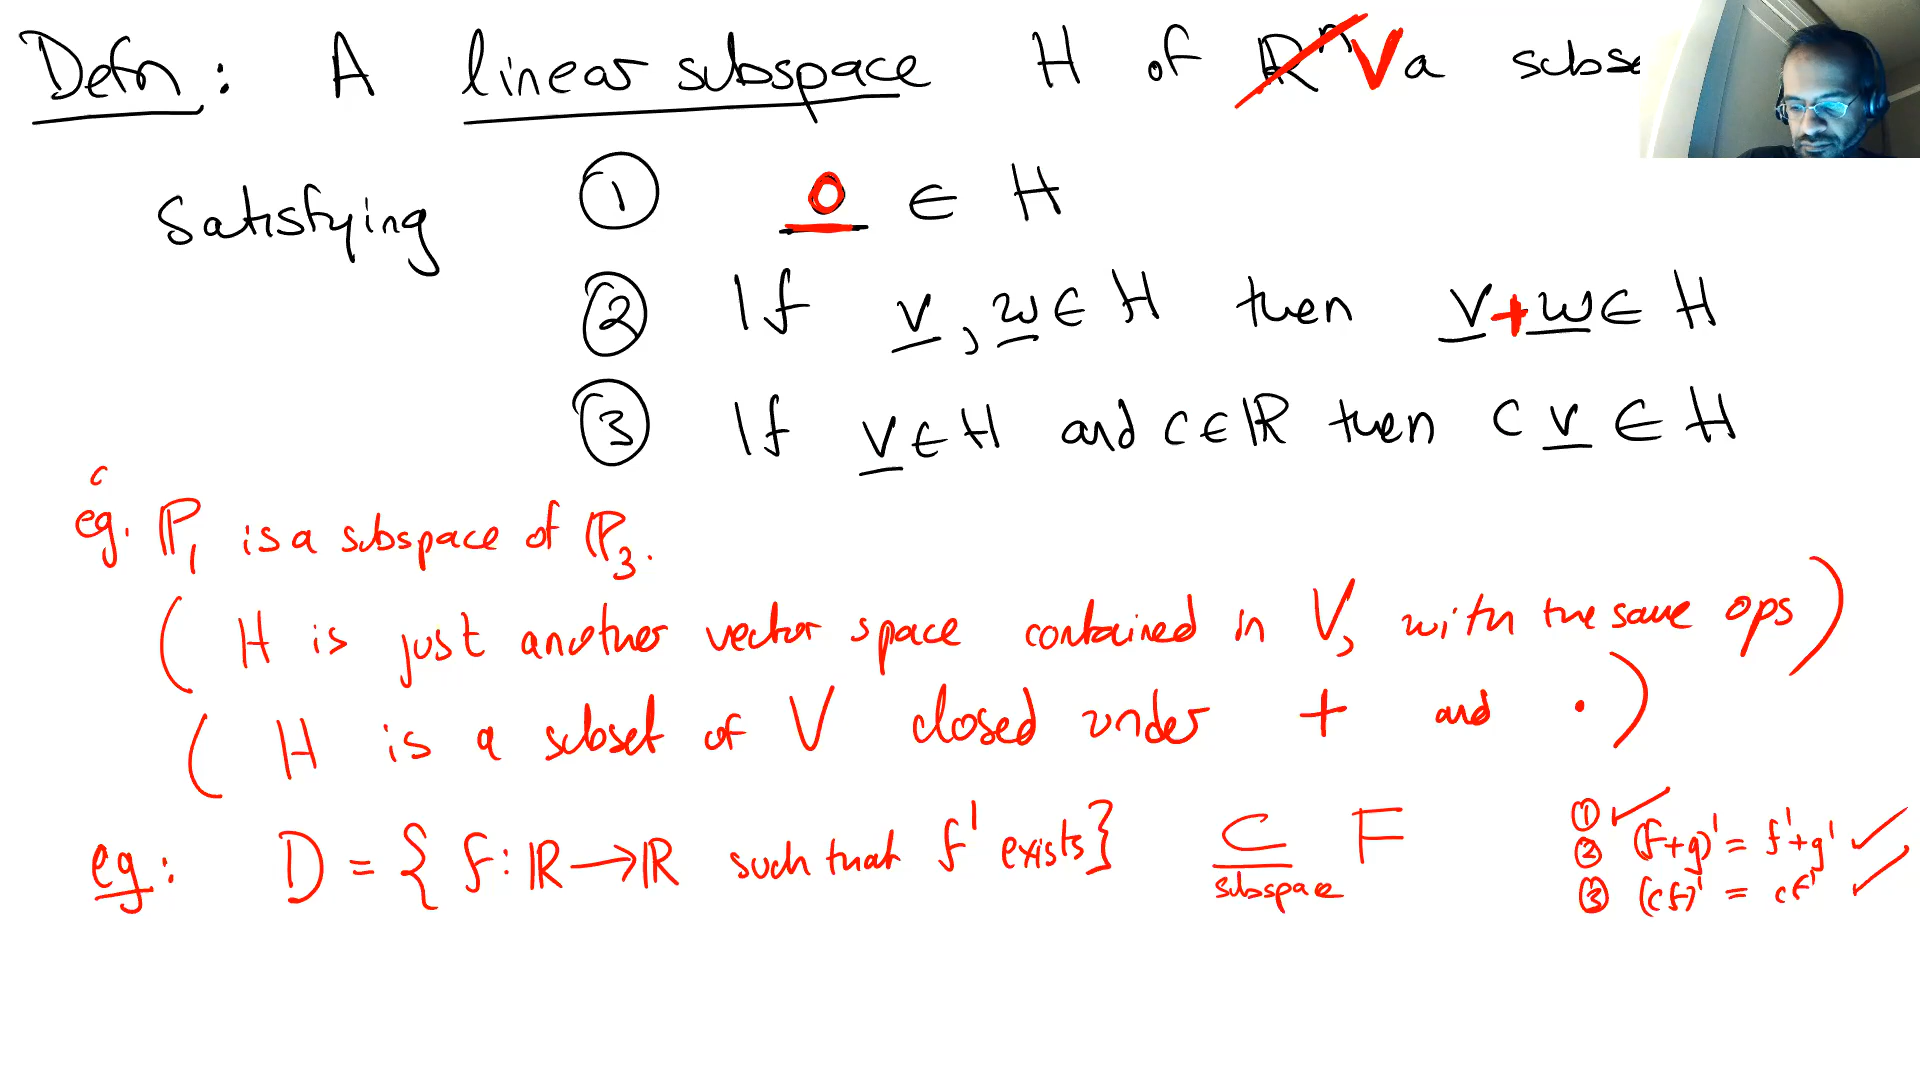 Defn: A linear subspace H of ℝⁿ V a subse
Satisfying ① 0 ∈ H
② If v, w ∈ H then v + w ∈ H
③ If v ∈ H and c ∈ ℝ then c v ∈ H
c
eg. ℙ₁ is a subspace of ℙ₃.
( H is just another vector space contained in V, with the same ops )
( H is a subset of V closed under + and · )
eg: D = { f: ℝ → ℝ such that f' exists } ⊂ F
subspace
① ✓
② (f+g)' = f'+g' ✓
③ (cf)' = cf' ✓